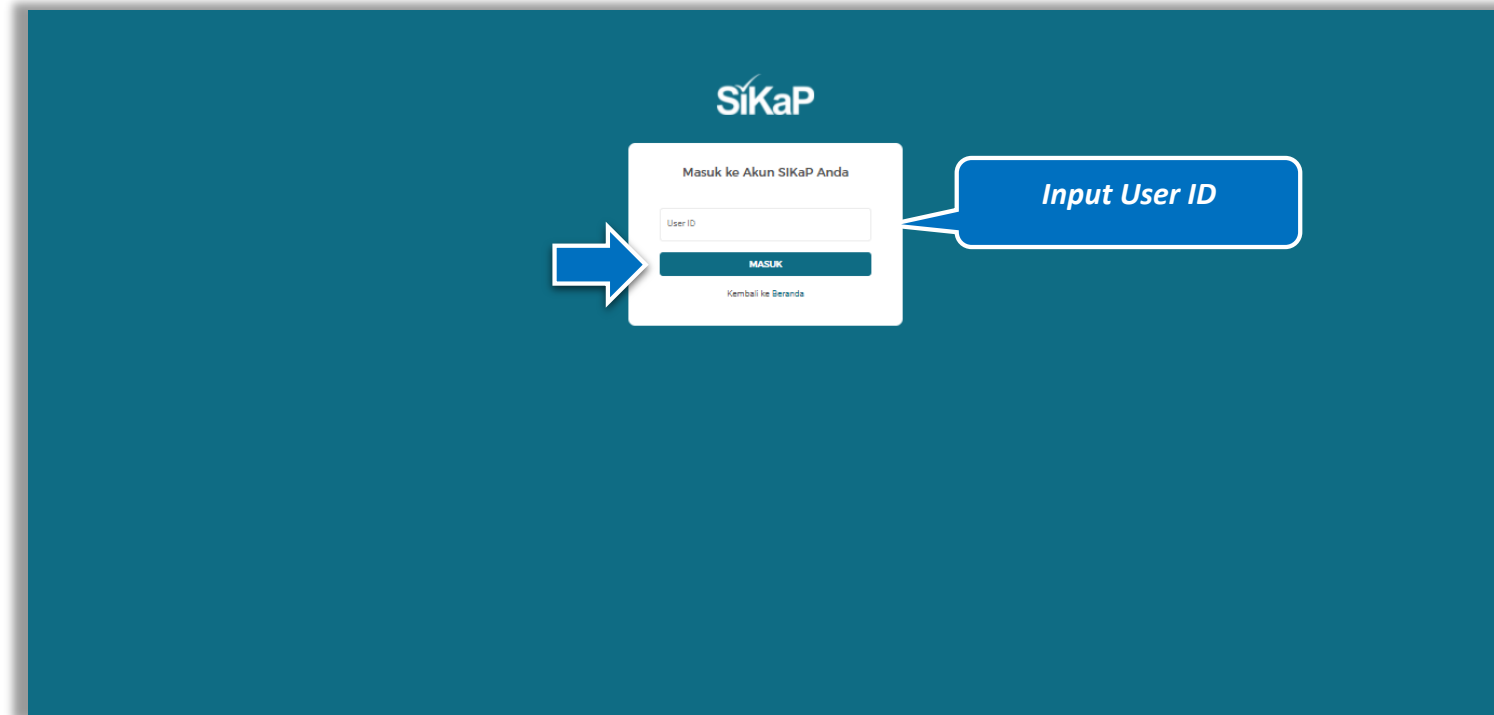 SiKaP
Masuk ke Akun SIKaP Anda
Input User ID
User ID
MASUK
Kembali ke Beranda